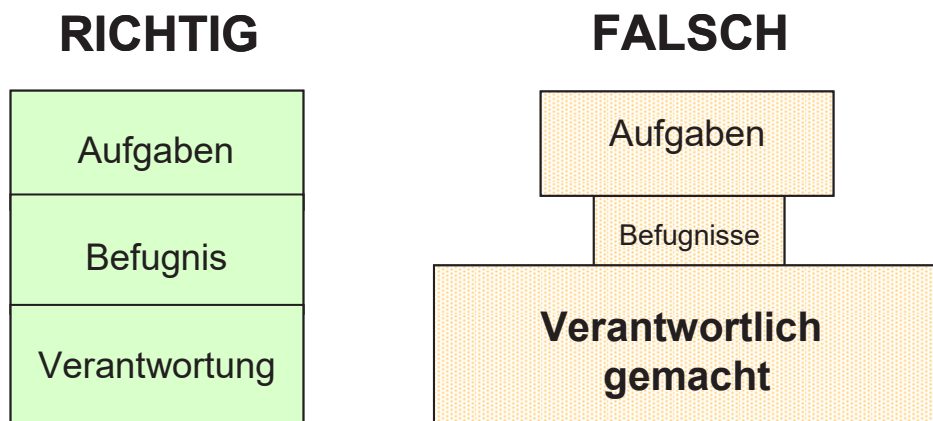 RICHTIG
Aufgaben
Befugnis
Verantwortung
FALSCH
Aufgaben
Befugnisse
Verantwortlich
gemacht